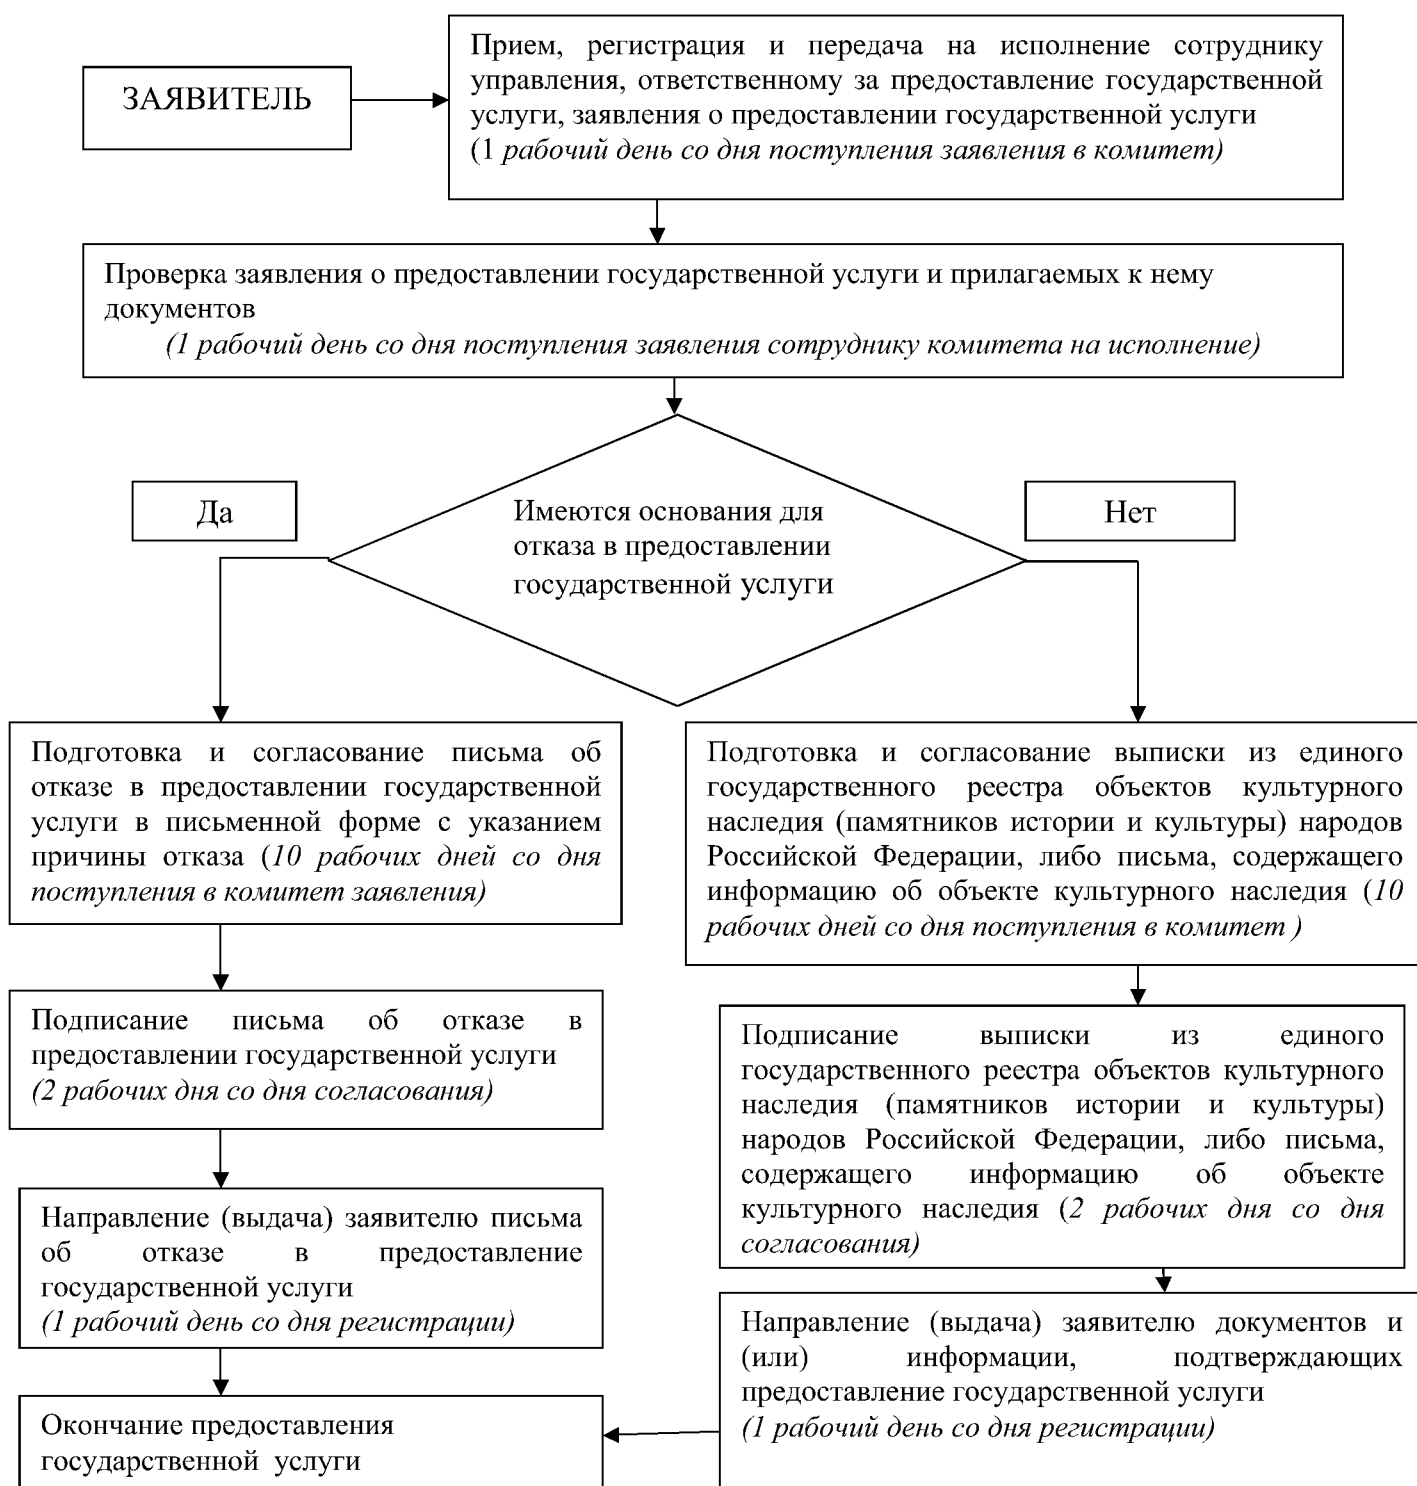 ЗАЯВИТЕЛЬ
Прием, регистрация и передача на исполнение сотруднику
управления, ответственному за предоставление государственной
услуги, заявления о предоставлении государственной услуги
(1 рабочий день со дня поступления заявления в комитет)
Проверка заявления о предоставлении государственной услуги и прилагаемых к нему
документов
(1 рабочий день со дня поступления заявления сотруднику комитета на исполнение)
Да
Имеются основания для
отказа в предоставлении
государственной услуги
Нет
Подготовка и согласование письма об
отказе в предоставлении государственной
услуги в письменной форме с указанием
причины отказа (10 рабочих дней со дня
поступления в комитет заявления)
Подготовка и согласование выписки из единого
государственного реестра объектов культурного
наследия (памятников истории и культуры) народов
Российской Федерации, либо письма, содержащего
информацию об объекте культурного наследия (10
рабочих дней со дня поступления в комитет )
Подписание письма об отказе в
предоставлении государственной услуги
(2 рабочих дня со дня согласования)
Подписание выписки из единого
государственного реестра объектов культурного
наследия (памятников истории и культуры)
народов Российской Федерации, либо письма,
содержащего информацию об объекте
культурного наследия (2 рабочих дня со дня
согласования)
Направление (выдача) заявителю письма
об отказе в предоставление
государственной услуги
(1 рабочий день со дня регистрации)
Направление (выдача) заявителю документов и
(или) информации, подтверждающих
предоставление государственной услуги
(1 рабочий день со дня регистрации)
Окончание предоставления
государственной услуги